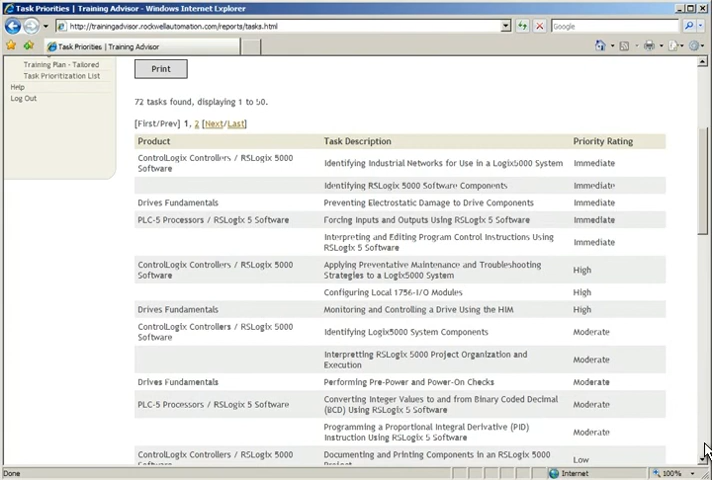 Task Priorities | Training Advisor - Windows Internet Explorer
http://trainingadvisor.rockwellautomation.com/reports/tasks.html
Google
Task Priorities | Training Advisor
Training Plan - Tailored
Task Prioritization List
Help
Log Out
Print
72 tasks found, displaying 1 to 50.
[First/Prev] 1, 2 [Next/Last]
Product Task Description Priority Rating
ControlLogix Controllers / RSLogix 5000
Software
Identifying Industrial Networks for Use in a Logix5000 System Immediate
Identifying RSLogix 5000 Software Components Immediate
Drives Fundamentals Preventing Electrostatic Damage to Drive Components Immediate
PLC-5 Processors / RSLogix 5 Software Forcing Inputs and Outputs Using RSLogix 5 Software Immediate
Interpreting and Editing Program Control Instructions Using
RSLogix 5 Software
Immediate
ControlLogix Controllers / RSLogix 5000
Software
Applying Preventative Maintenance and Troubleshooting
Strategies to a Logix5000 System
High
Configuring Local 1756-I/O Modules High
Drives Fundamentals Monitoring and Controlling a Drive Using the HIM High
ControlLogix Controllers / RSLogix 5000
Software
Identifying Logix5000 System Components Moderate
Interpretting RSLogix 5000 Project Organization and
Execution
Moderate
Drives Fundamentals Performing Pre-Power and Power-On Checks Moderate
PLC-5 Processors / RSLogix 5 Software
Converting Integer Values to and from Binary Coded Decimal
(BCD) Using RSLogix 5 Software
Moderate
Programming a Proportional Integral Derivative (PID)
Instruction Using RSLogix 5 Software
Moderate
ControlLogix Controllers / RSLogix 5000
Software
Documenting and Printing Components in an RSLogix 5000
Project
Low
Done Internet 100%